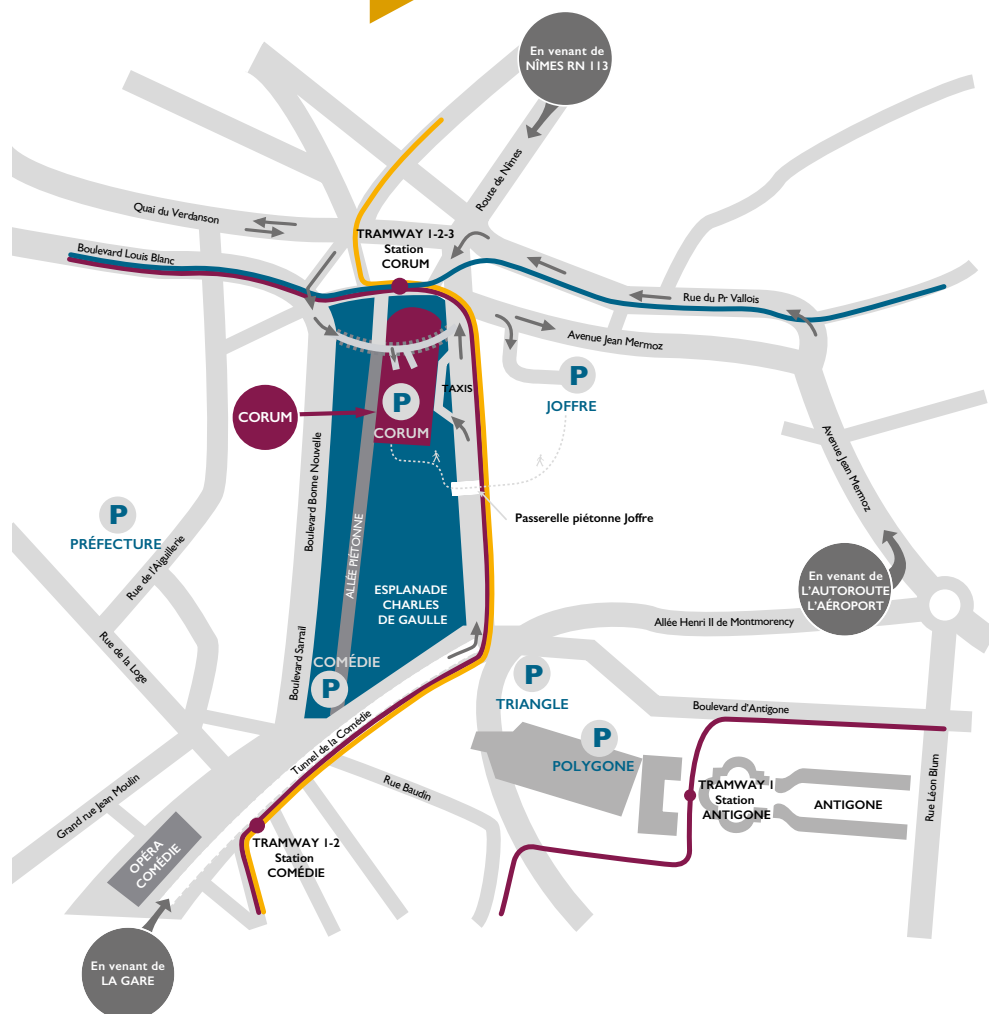 En venant de
NÎMES RN 113
Route de Nîmes
Quai du Verdanson
TRAMWAY 1-2-3
Station
CORUM
Boulevard Louis Blanc
Rue du Pr Vallois
Avenue Jean Mermoz
P
JOFFRE
TAXIS
CORUM
P
CORUM
Boulevard Bonne Nouvelle
ALLÉE PIÉTONNE
Avenue Jean Mermoz
Passerelle piétonne Joffre
P
PRÉFECTURE
Rue de l'Aiguillerie
En venant de
L'AUTOROUTE
L'AÉROPORT
ESPLANADE
CHARLES
DE GAULLE
Allée Henri II de Montmorency
Rue de la Loge
Boulevard Sarrail
COMÉDIE
P
P
TRIANGLE
Boulevard d'Antigone
Tunnel de la Comédie
P
POLYGONE
Rue Baudin
TRAMWAY 1
Station
ANTIGONE
ANTIGONE
Rue Léon Blum
Grand rue Jean Moulin
OPÉRA
COMÉDIE
TRAMWAY 1-2
Station
COMÉDIE
En venant de
LA GARE